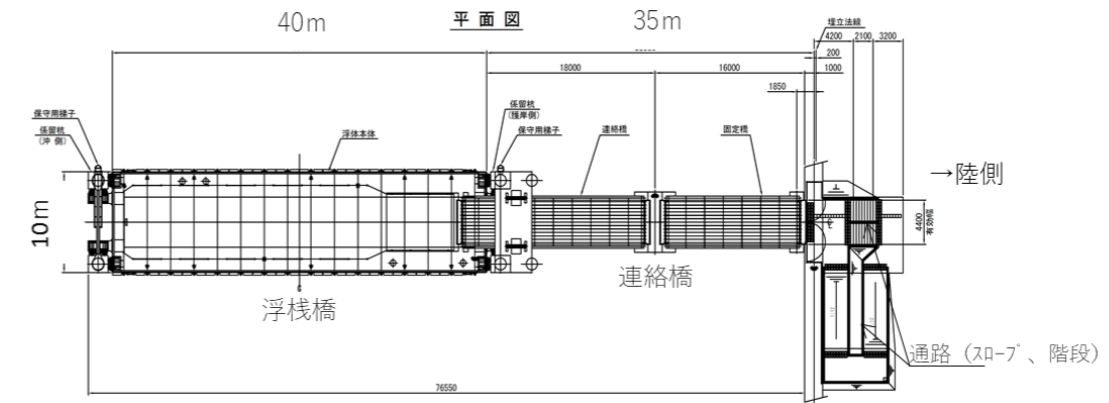 40m
平面図
35m
埋立法線
4200
2100
3200
200
18000
16000
1000
1850
保守用梯子
係留杭
(沖 側)
浮体本体
係留杭
(護岸側)
保守用梯子
連絡橋
固定橋
→陸側
10m
4400
有効幅
浮桟橋
連絡橋
通路（ｽﾛｰﾌﾟ、階段）
76550